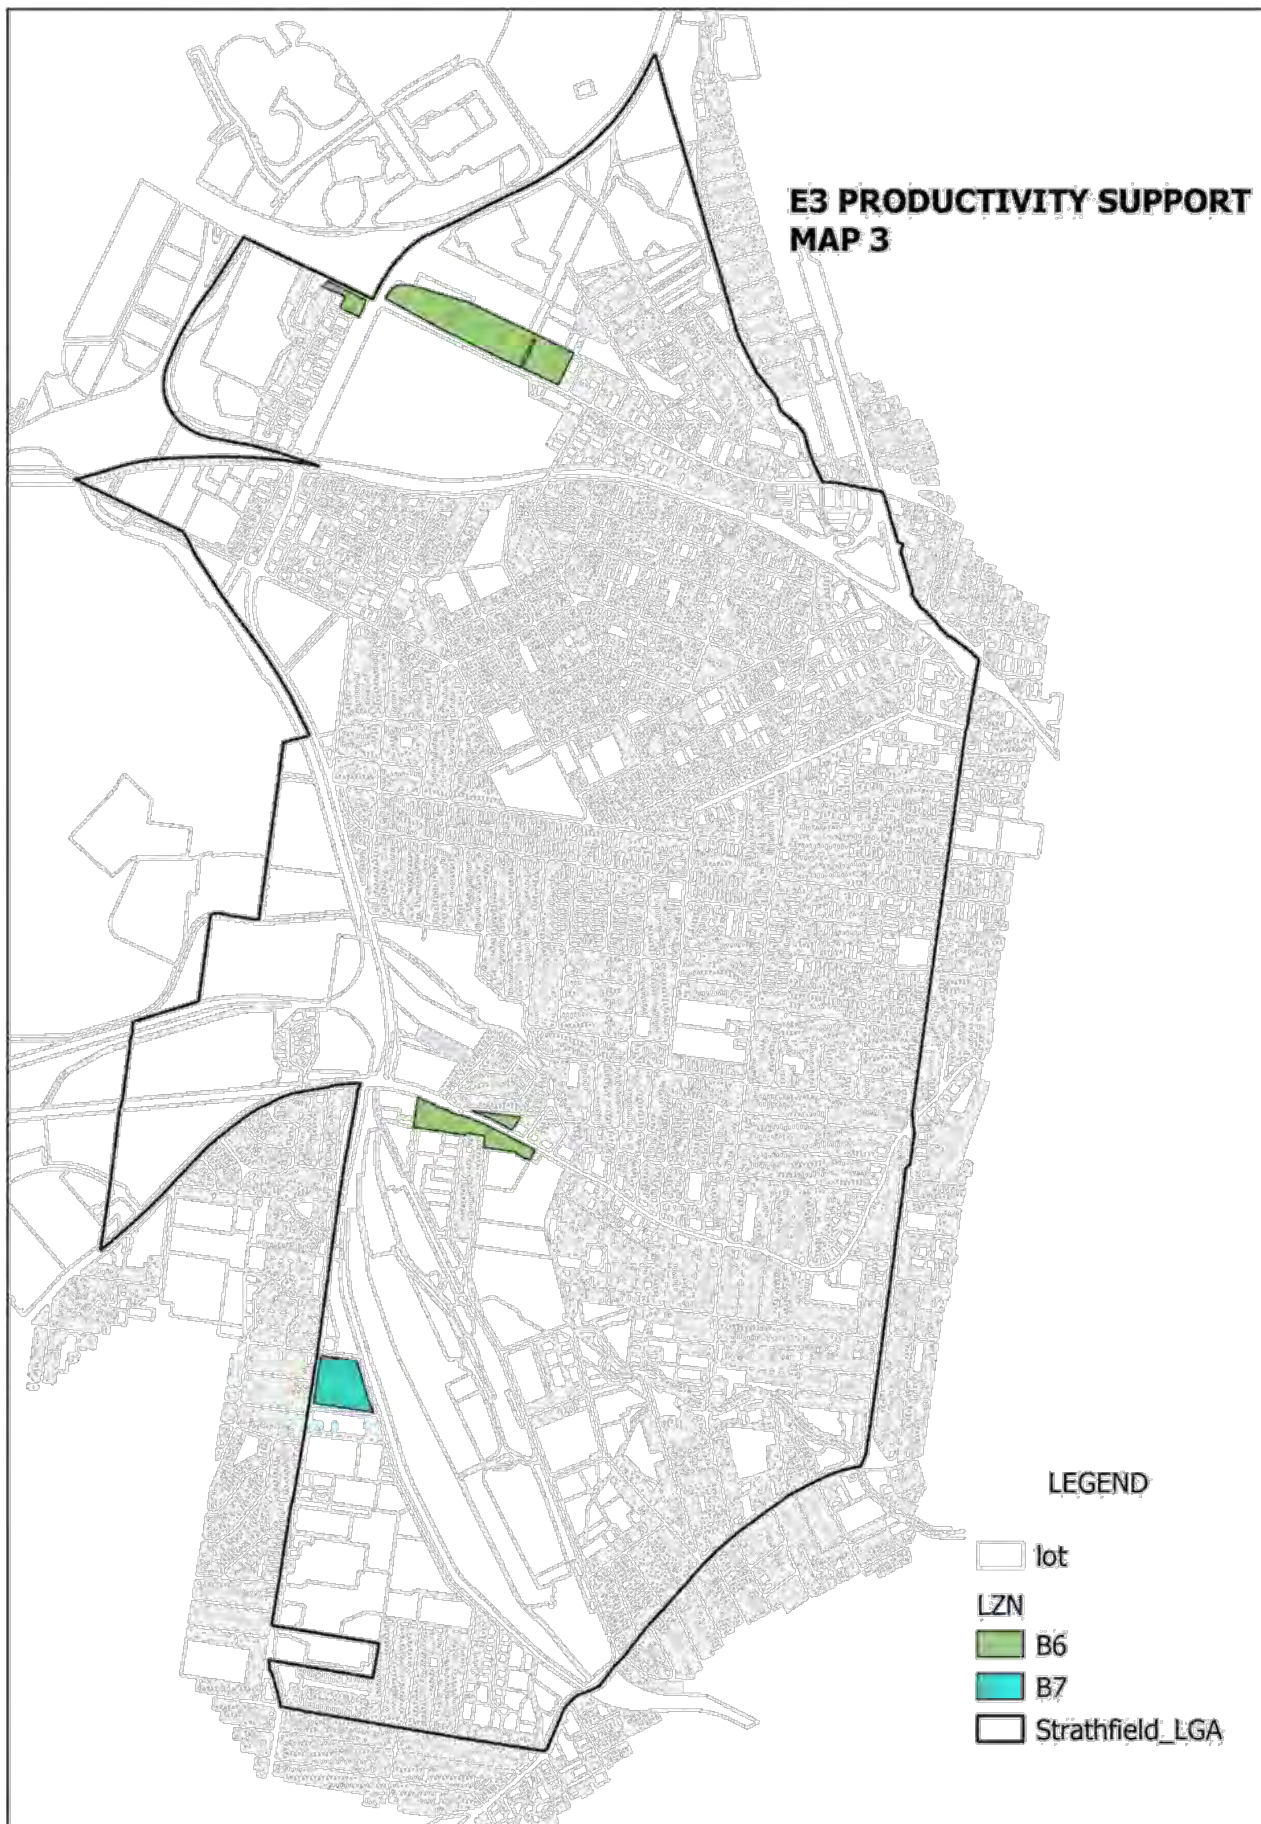 E3 PRODUCTIVITY SUPPORT
MAP 3
LEGEND
lot
LZN
B6
B7
Strathfield_LGA